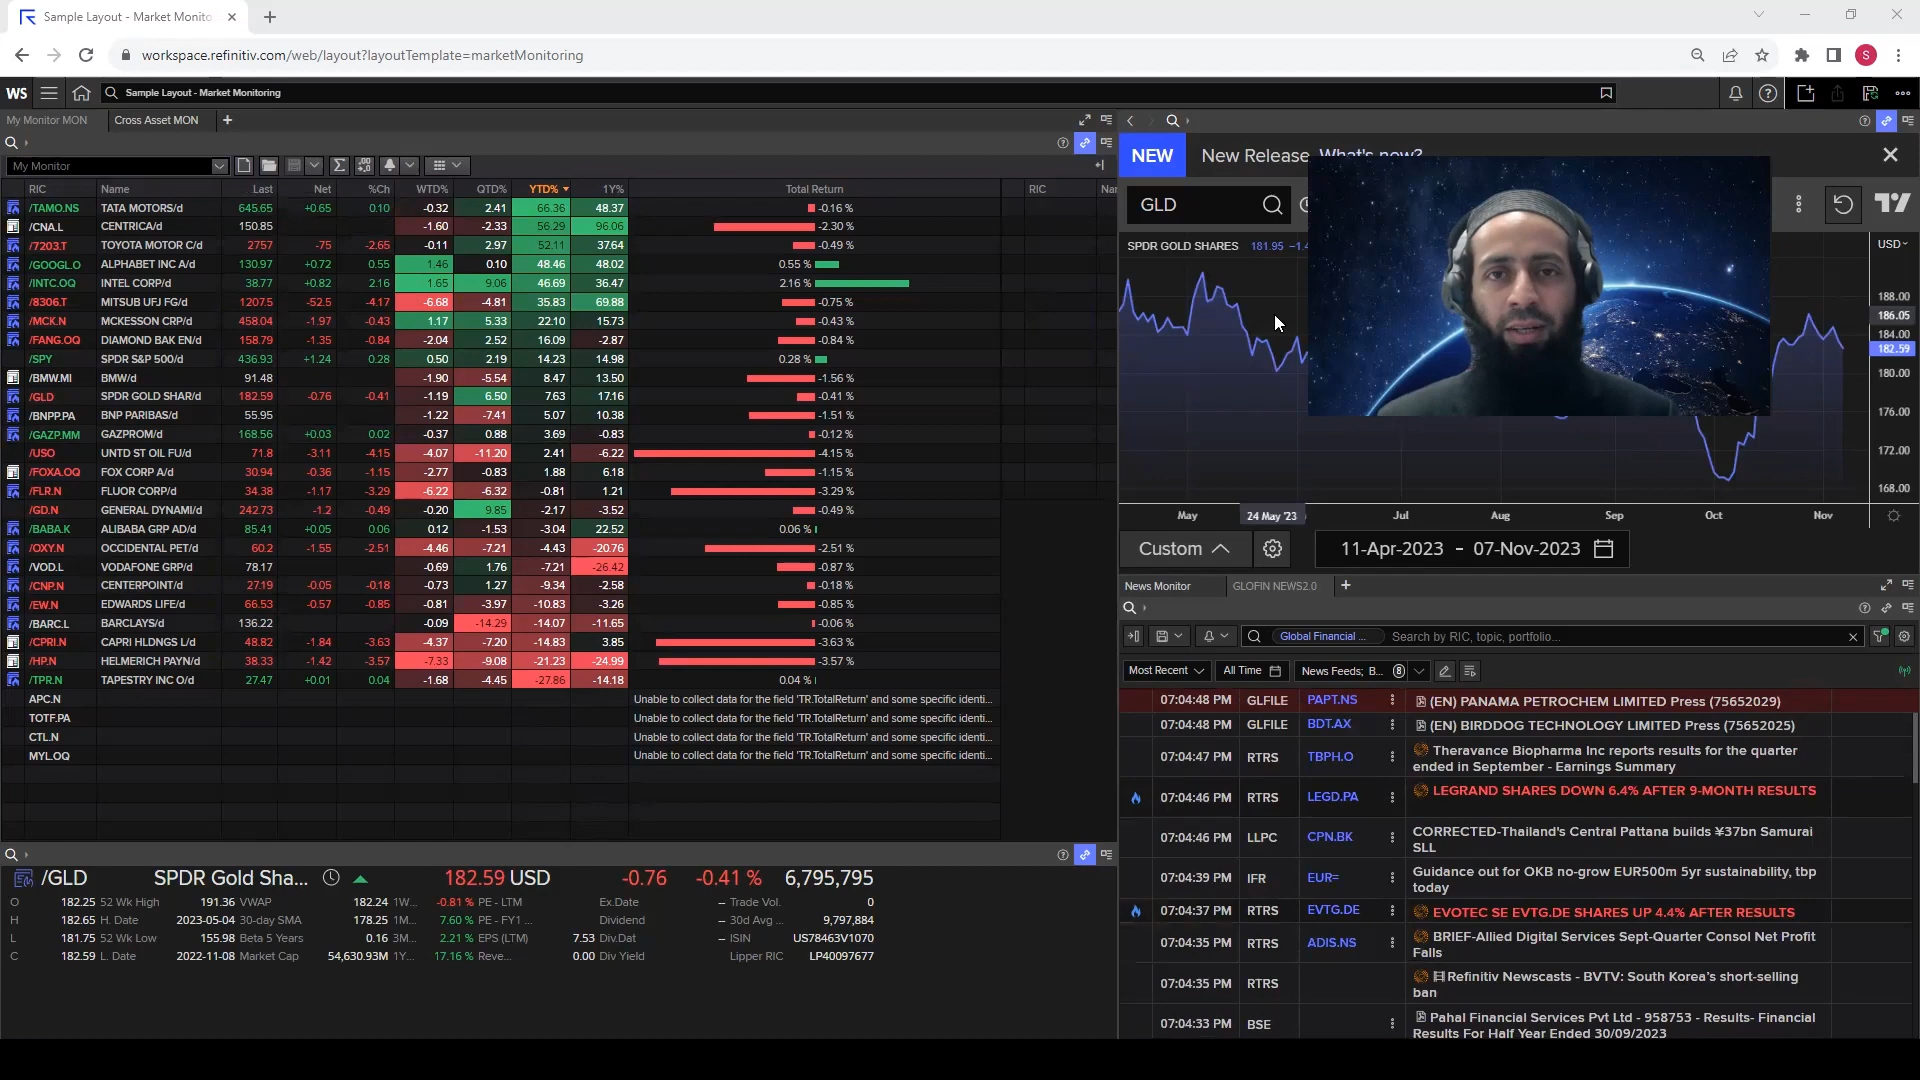 Sample Layout - Market Monito
workspace.refinitiv.com/web/layout?layoutTemplate=marketMonitoring
S
WS Sample Layout - Market Monitoring
My Monitor MON Cross Asset MON
My Monitor
RIC Name Last Net %Ch WTD% QTD% YTD% 1Y% Total Return RIC
/TAMO.NS TATA MOTORS/d 645.65 +0.65 0.10 -0.32 2.41 66.36 48.37 -0.16 %
/CNA.L CENTRICA/d 150.85 -1.60 -2.33 56.29 96.06 -2.30 %
/7203.T TOYOTA MOTOR C/d 2757 -75 -2.65 -0.11 2.97 52.11 37.64 -0.49 %
/GOOGL.O ALPHABET INC A/d 130.97 +0.72 0.55 1.46 0.10 48.46 48.02 0.55 %
/INTC.OQ INTEL CORP/d 38.77 +0.82 2.16 1.65 9.06 46.69 36.47 2.16 %
/8306.T MITSUB UFJ FG/d 1207.5 -52.5 -4.17 -6.68 -4.81 35.83 69.88 -0.75 %
/MCK.N MCKESSON CRP/d 458.04 -1.97 -0.43 1.17 5.33 22.10 15.73 -0.43 %
/FANG.OQ DIAMOND BAK EN/d 158.79 -1.35 -0.84 -2.04 2.52 16.09 -2.87 -0.84 %
/SPY SPDR S&P 500/d 436.93 +1.24 0.28 0.50 2.19 14.23 14.98 0.28 %
/BMW.MI BMW/d 91.48 -1.90 -5.54 8.47 13.50 -1.56 %
/GLD SPDR GOLD SHAR/d 182.59 -0.76 -0.41 -1.19 6.50 7.63 17.16 -0.41 %
/BNPP.PA BNP PARIBAS/d 55.95 -1.22 -7.41 5.07 10.38 -1.51 %
/GAZP.MM GAZPROM/d 168.56 +0.03 0.02 -0.37 0.88 3.69 -0.83 -0.12 %
/USO UNTD ST OIL FU/d 71.8 -3.11 -4.15 -4.07 -11.20 2.41 -6.22 -4.15 %
/FOXA.OQ FOX CORP A/d 30.94 -0.36 -1.15 -2.77 -0.83 1.88 6.18 -1.15 %
/FLR.N FLUOR CORP/d 34.38 -1.17 -3.29 -6.22 -6.32 -0.81 1.21 -3.29 %
/GD.N GENERAL DYNAMI/d 242.73 -1.2 -0.49 -0.20 9.85 -2.17 -3.52 -0.49 %
/BABA.K ALIBABA GRP AD/d 85.41 +0.05 0.06 0.12 -1.53 -3.04 22.52 0.06 %
/OXY.N OCCIDENTAL PET/d 60.2 -1.55 -2.51 -4.46 -7.21 -4.43 -20.76 -2.51 %
/VOD.L VODAFONE GRP/d 78.17 -0.69 1.76 -7.21 -26.42 -0.87 %
/CNP.N CENTERPOINT/d 27.19 -0.05 -0.18 -0.73 1.27 -9.34 -2.58 -0.18 %
/EW.N EDWARDS LIFE/d 66.53 -0.57 -0.85 -0.81 -3.97 -10.83 -3.26 -0.85 %
/BARC.L BARCLAYS/d 136.22 -0.09 -14.29 -14.07 -11.65 -0.06 %
/CPRI.N CAPRI HLDNGS L/d 48.82 -1.84 -3.63 -4.37 -7.20 -14.83 3.85 -3.63 %
/HP.N HELMERICH PAYN/d 38.33 -1.42 -3.57 -7.33 -9.08 -21.23 -24.99 -3.57 %
/TPR.N TAPESTRY INC O/d 27.47 +0.01 0.04 -1.68 -4.45 -27.86 -14.18 0.04 %
APC.N Unable to collect data for the field 'TR.TotalReturn' and some specific identi...
TOTF.PA Unable to collect data for the field 'TR.TotalReturn' and some specific identi...
CTL.N Unable to collect data for the field 'TR.TotalReturn' and some specific identi...
MYL.OQ Unable to collect data for the field 'TR.TotalReturn' and some specific identi...
/GLD SPDR Gold Sha... 182.59 USD -0.76 -0.41 % 6,795,795
O 182.25 52 Wk High 191.36 VWAP 182.24 1W... -0.81 % PE - LTM Ex.Date -- Trade Vol. 0
H 182.65 H. Date 2023-05-04 30-day SMA 178.25 1M... 7.60 % PE - FY1 ... Dividend -- 30d Avg ... 9,797,884
L 181.75 52 Wk Low 155.98 Beta 5 Years 0.16 3M... 2.21 % EPS (LTM) 7.53 Div.Dat -- ISIN US78463V1070
C 182.59 L. Date 2022-11-08 Market Cap 54,630.93M 1Y... 17.16 % Reve... 0.00 Div Yield Lipper RIC LP40097677
NEW New Release What's new?
GLD
SPDR GOLD SHARES 181.95 USD
188.00
186.05
184.00
182.59
180.00
176.00
172.00
168.00
May 24 May '23 Jul Aug Sep Oct Nov
Custom 11-Apr-2023 - 07-Nov-2023
News Monitor GLOFIN NEWS2.0
Global Financial ... Search by RIC, topic, portfolio...
Most Recent All Time News Feeds; B... 8
07:04:48 PM GLFILE PAPT.NS (EN) PANAMA PETROCHEM LIMITED Press (75652029)
07:04:48 PM GLFILE BDT.AX (EN) BIRDDOG TECHNOLOGY LIMITED Press (75652025)
07:04:47 PM RTRS TBPH.O Theravance Biopharma Inc reports results for the quarter
ended in September - Earnings Summary
07:04:46 PM RTRS LEGD.PA LEGRAND SHARES DOWN 6.4% AFTER 9-MONTH RESULTS
07:04:46 PM LLPC CPN.BK CORRECTED-Thailand's Central Pattana builds ¥37bn Samurai
SLL
07:04:39 PM IFR EUR= Guidance out for OKB no-grow EUR500m 5yr sustainability, tbp
today
07:04:37 PM RTRS EVTG.DE EVOTEC SE EVTG.DE SHARES UP 4.4% AFTER RESULTS
07:04:35 PM RTRS ADIS.NS BRIEF-Allied Digital Services Sept-Quarter Consol Net Profit
Falls
07:04:35 PM RTRS Refinitiv Newscasts - BVTV: South Korea's short-selling
ban
07:04:33 PM BSE Pahal Financial Services Pvt Ltd - 958753 - Results- Financial
Results For Half Year Ended 30/09/2023